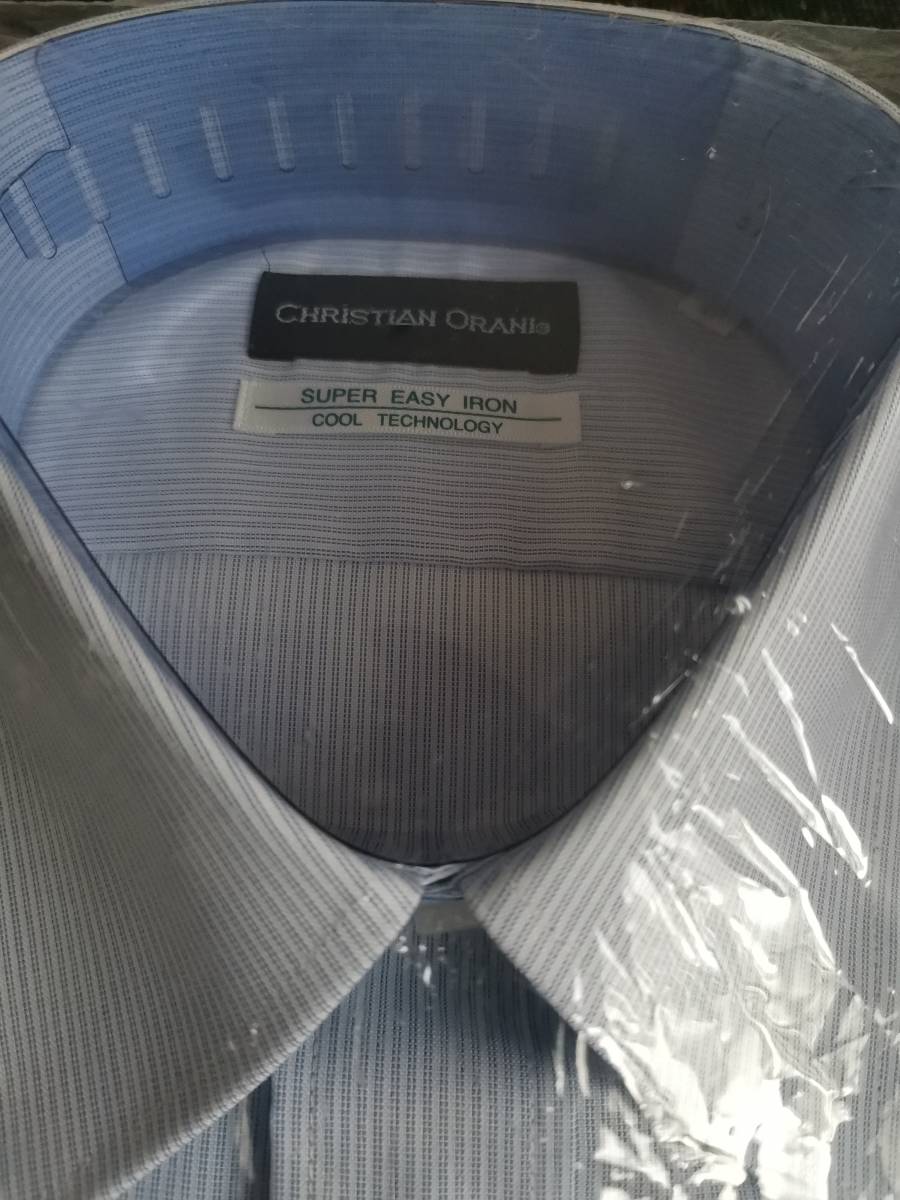 CHRISTIAN ORANI®
SUPER EASY IRON
COOL TECHNOLOGY